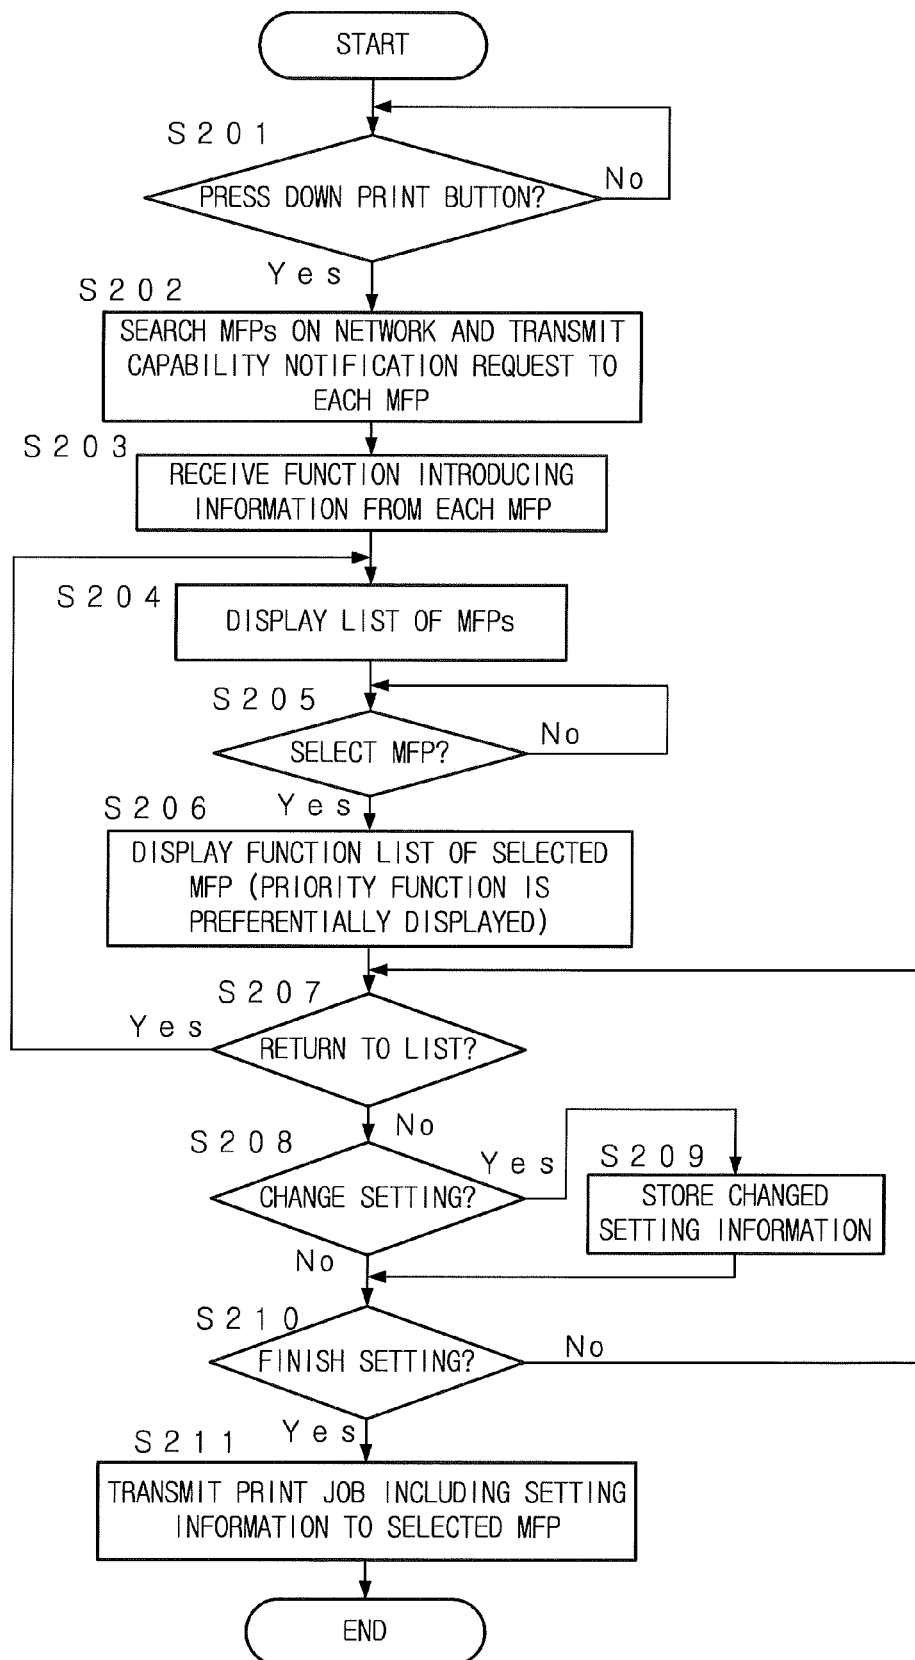 START
S201
PRESS DOWN PRINT BUTTON?
No
Yes
S202
SEARCH MFPs ON NETWORK AND TRANSMIT
CAPABILITY NOTIFICATION REQUEST TO
EACH MFP
S203
RECEIVE FUNCTION INTRODUCING
INFORMATION FROM EACH MFP
S204
DISPLAY LIST OF MFPs
S205
SELECT MFP?
No
Yes
S206
DISPLAY FUNCTION LIST OF SELECTED
MFP (PRIORITY FUNCTION IS
PREFERENTIALLY DISPLAYED)
S207
Yes
RETURN TO LIST?
No
S208
CHANGE SETTING?
Yes
S209
STORE CHANGED
SETTING INFORMATION
No
S210
FINISH SETTING?
No
Yes
S211
TRANSMIT PRINT JOB INCLUDING SETTING
INFORMATION TO SELECTED MFP
END